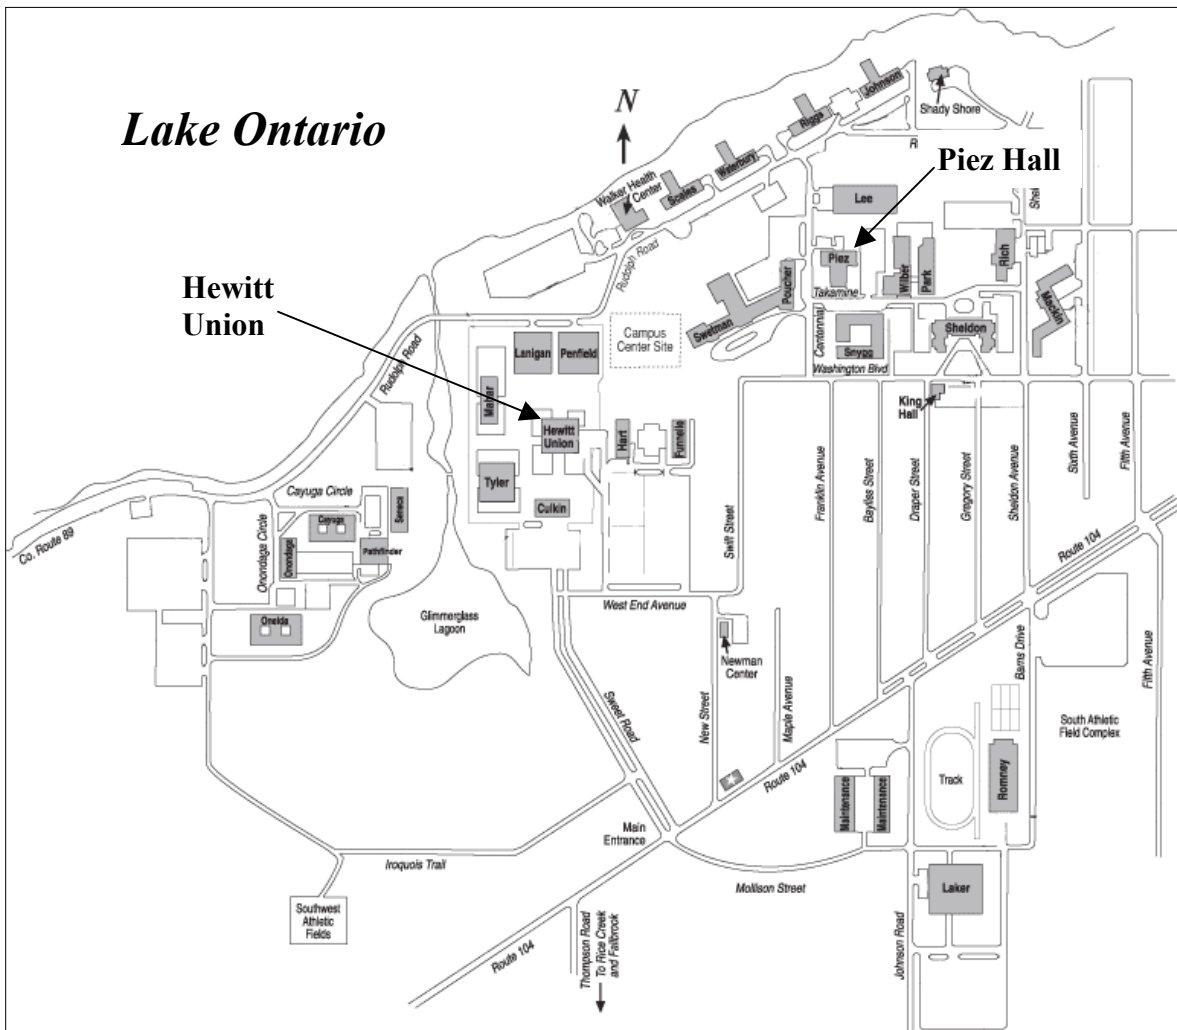 Lake Ontario
N
Johnson
Shady Shore
Riggs
Piez Hall
Waterbury
Walker Health
Center
Scales
Lee
Rudolph Road
Hewitt
Union
Piez
Poucher
Takamine
Wilber
Park
Rich
Mackin
Swetman
Centennial
Snygg
Washington Blvd
Sheldon
Lanigan
Penfield
Campus
Center Site
Rudolph Road
Mahar
Hewitt
Union
Hart
Funnelle
King
Hall
Tyler
Culkin
Cayuga Circle
Seneca
Cayuga
Pathfinder
Onondaga
Onondaga Circle
Co. Route 89
Oneida
Glimmerglass
Lagoon
West End Avenue
Swift Street
Franklin Avenue
Bayliss Street
Draper Street
Gregory Street
Sheldon Avenue
Sixth Avenue
Fifth Avenue
Route 104
Newman
Center
New Street
Maple Avenue
Sweet Road
Barns Drive
Fifth Avenue
South Athletic
Field Complex
Track
Romney
Route 104
Maintenance
Maintenance
Main
Entrance
Iroquois Trail
Mollison Street
Laker
Johnson Road
Southwest
Athletic
Fields
Route 104
Thompson Road
To Rice Creek
and Fallbrook